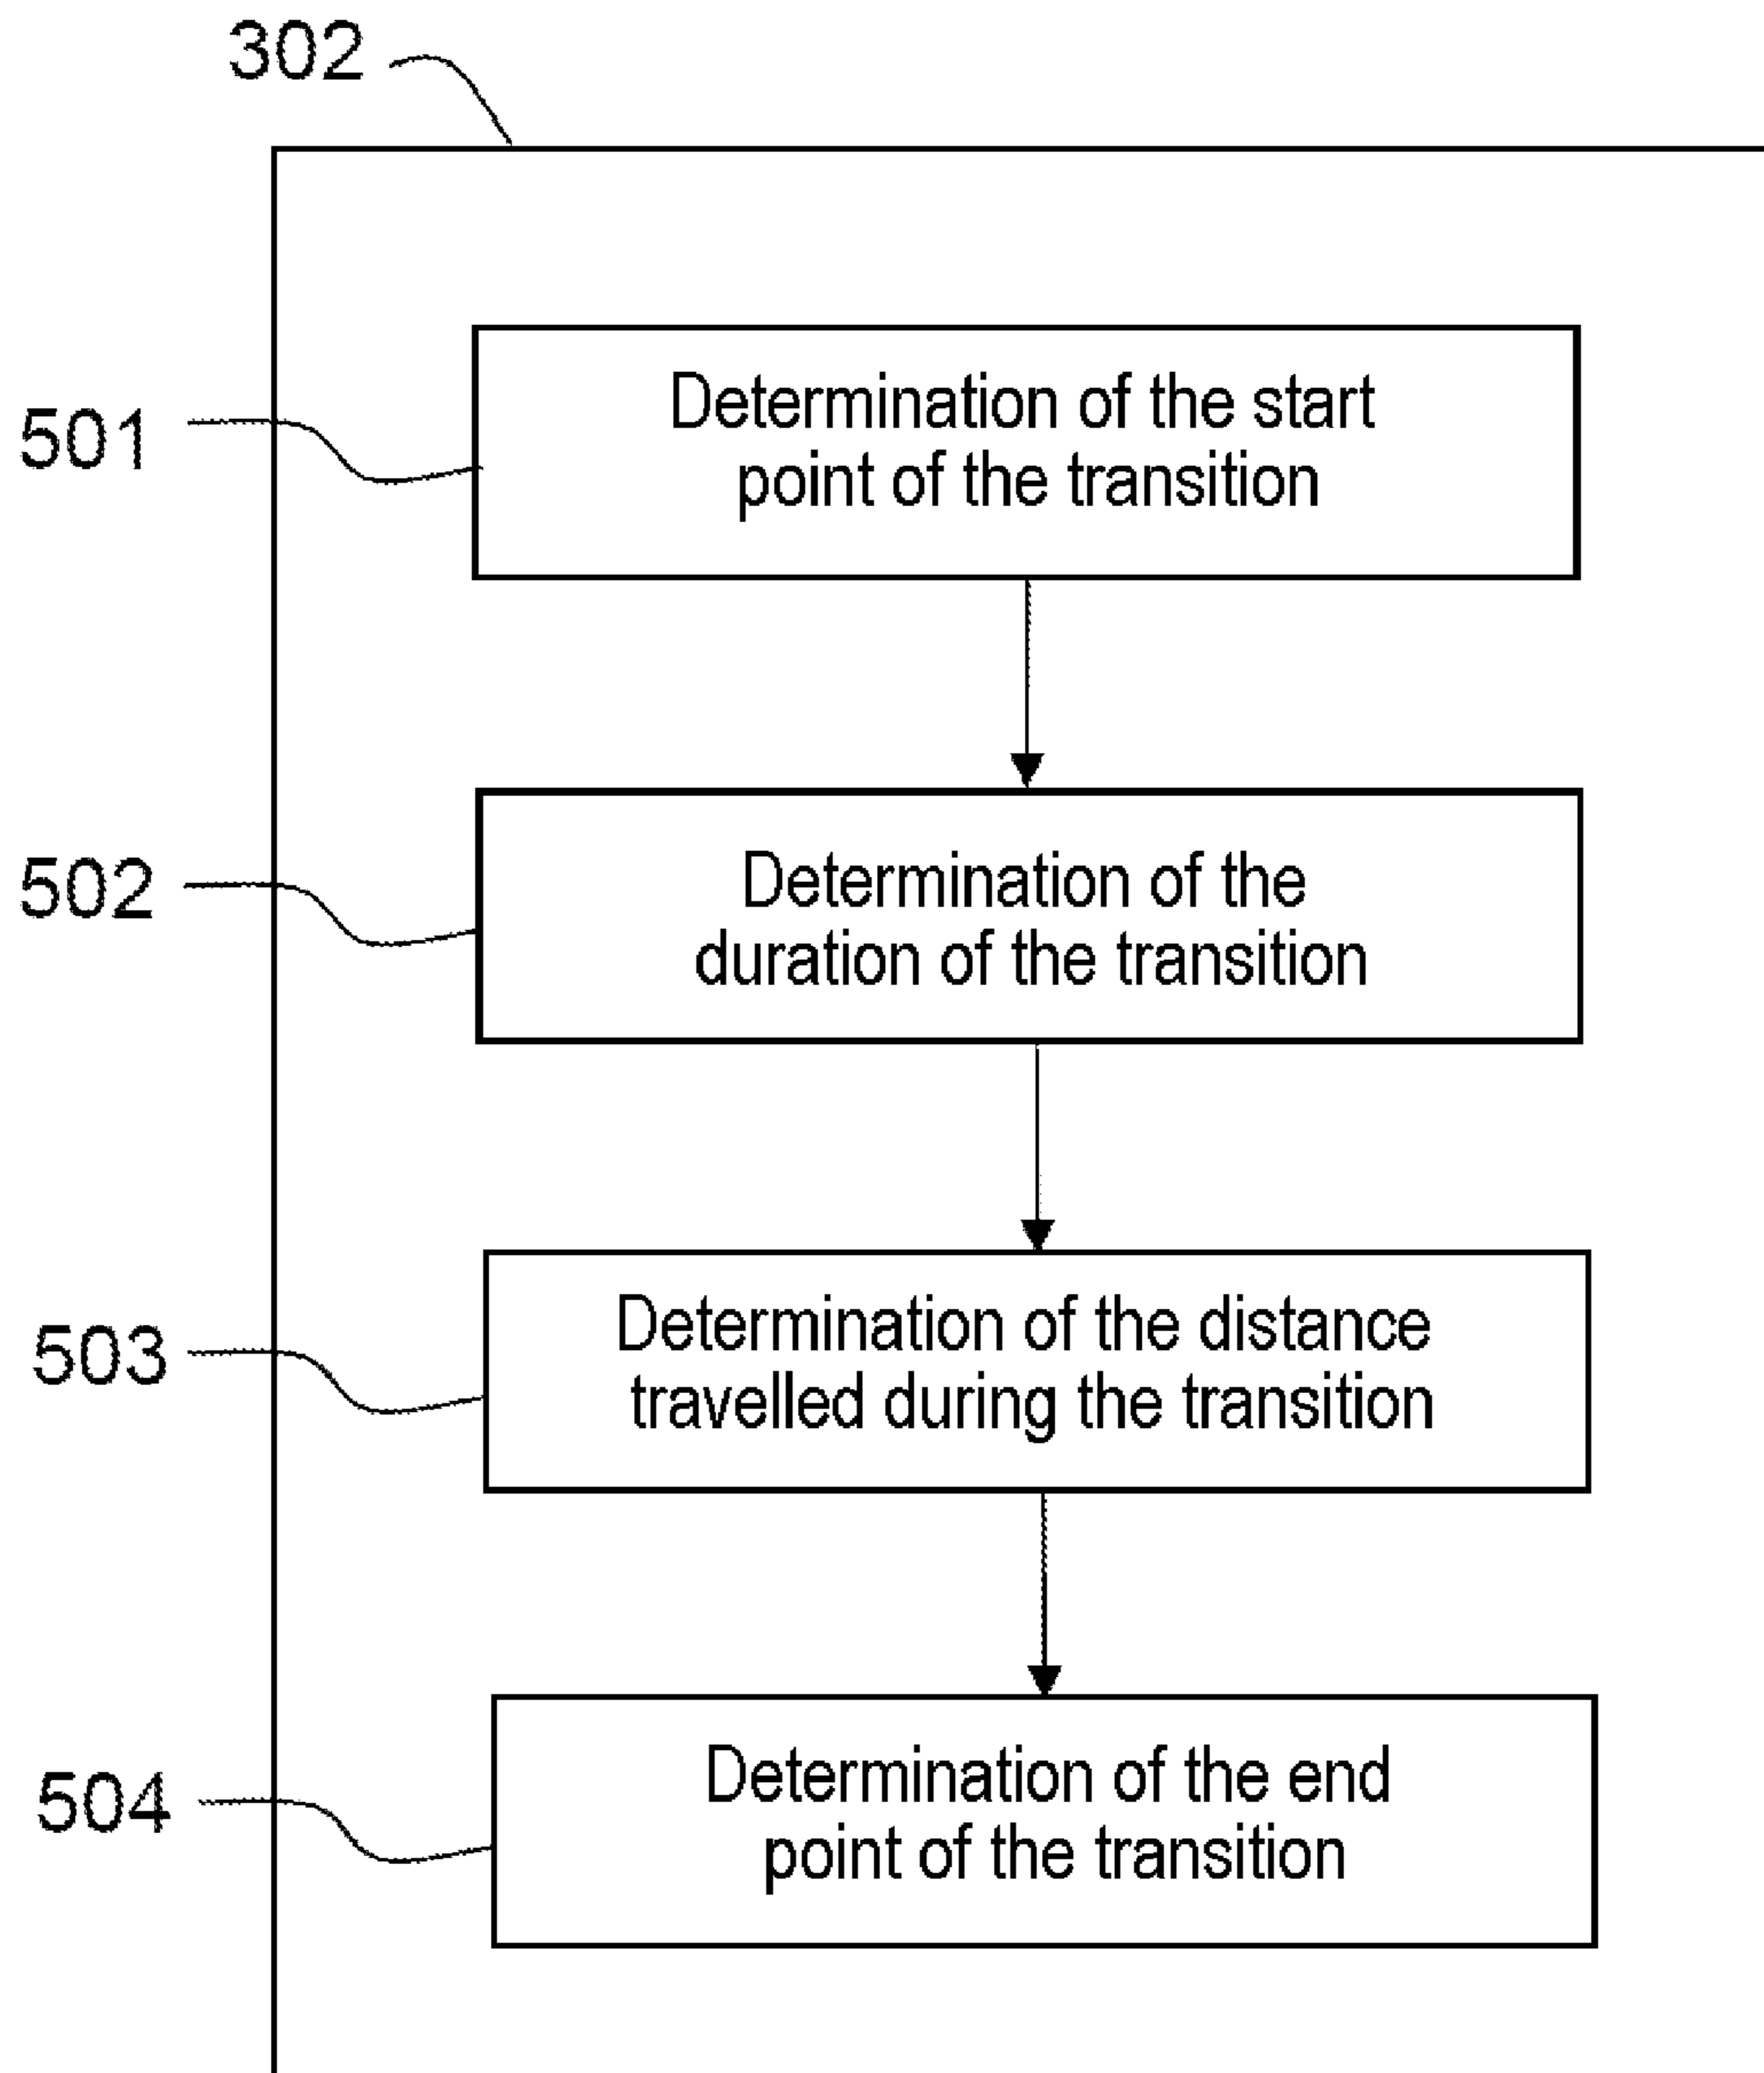 302
501
Determination of the start
point of the transition
502
Determination of the
duration of the transition
503
Determination of the distance
travelled during the transition
504
Determination of the end
point of the transition